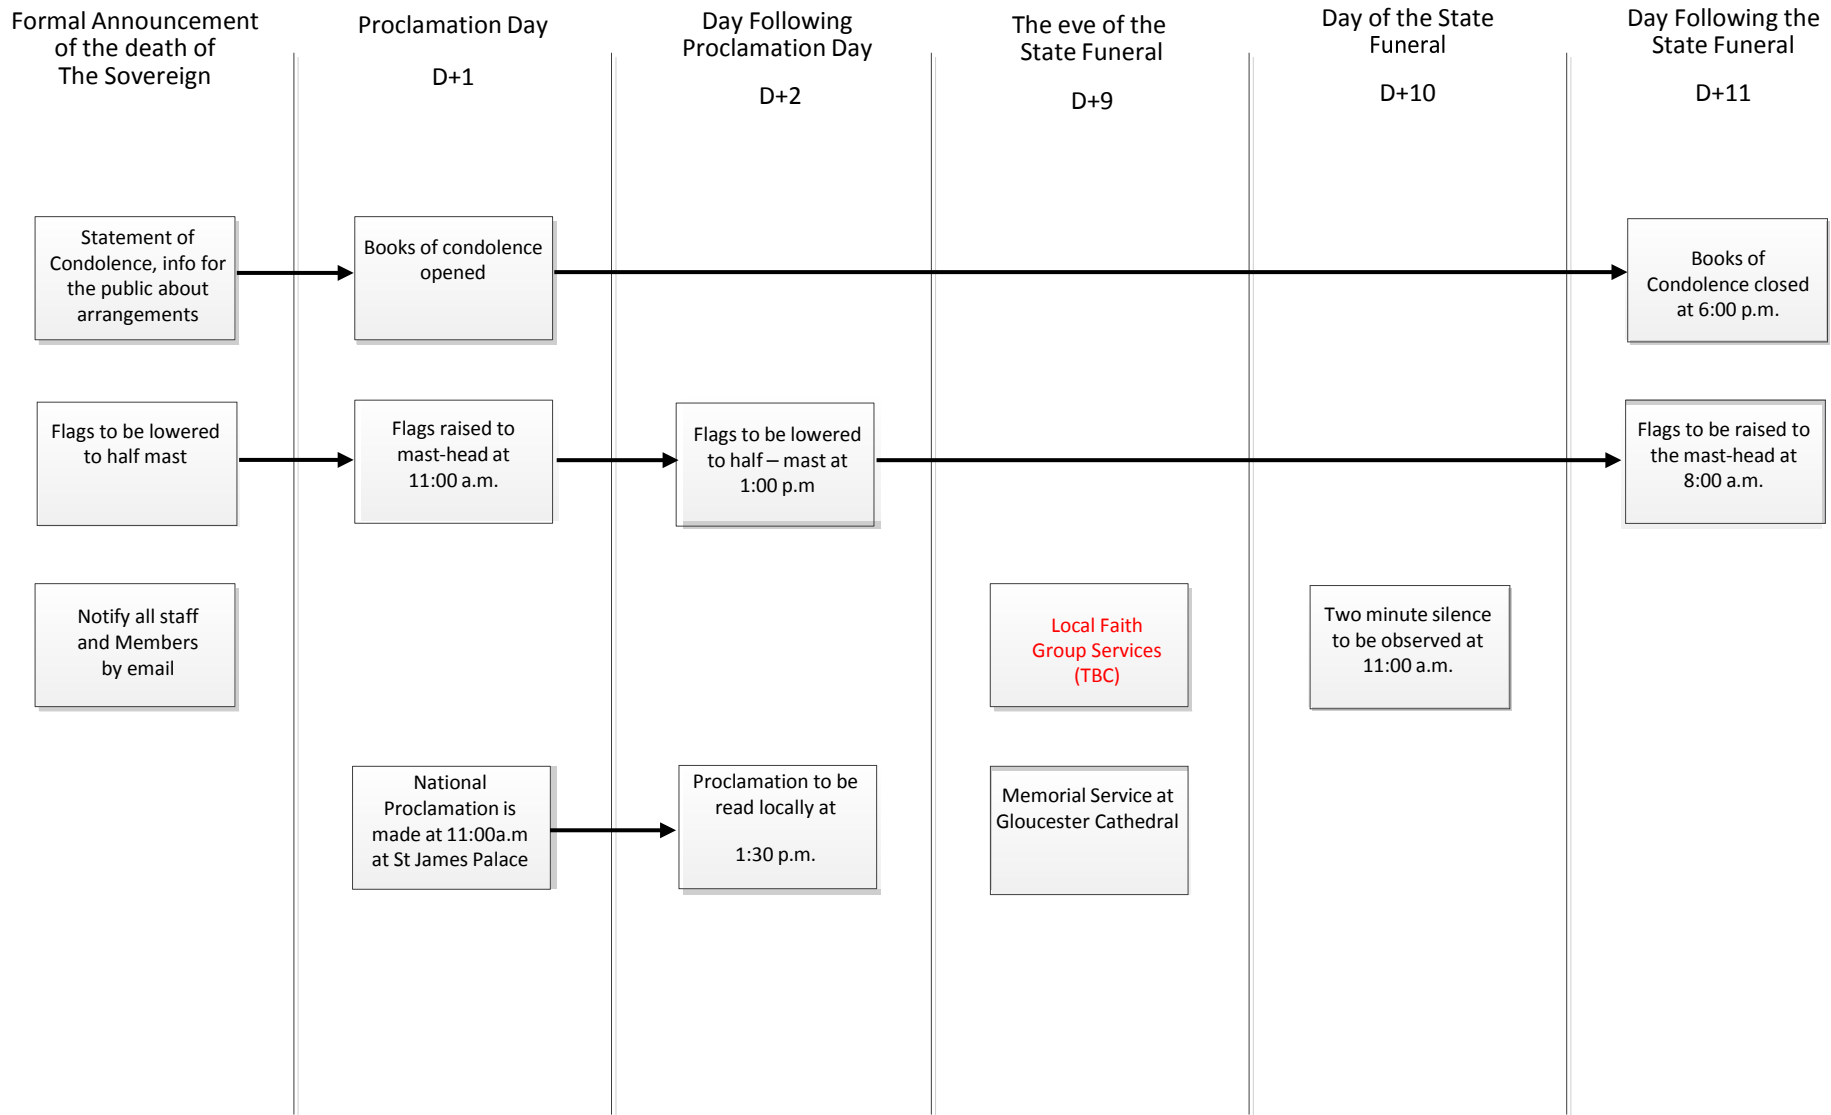 Formal Announcement
of the death of
The Sovereign
Proclamation Day
D+1
Day Following
Proclamation Day
D+2
The eve of the
State Funeral
D+9
Day of the State
Funeral
D+10
Day Following the
State Funeral
D+11
Statement of
Condolence, info for
the public about
arrangements
Books of condolence
opened
Books of
Condolence closed
at 6:00 p.m.
Flags to be lowered
to half mast
Flags raised to
mast-head at
11:00 a.m.
Flags to be lowered
to half – mast at
1:00 p.m
Flags to be raised to
the mast-head at
8:00 a.m.
Notify all staff
and Members
by email
Local Faith
Group Services
(TBC)
Two minute silence
to be observed at
11:00 a.m.
National
Proclamation is
made at 11:00a.m
at St James Palace
Proclamation to be
read locally at
1:30 p.m.
Memorial Service at
Gloucester Cathedral